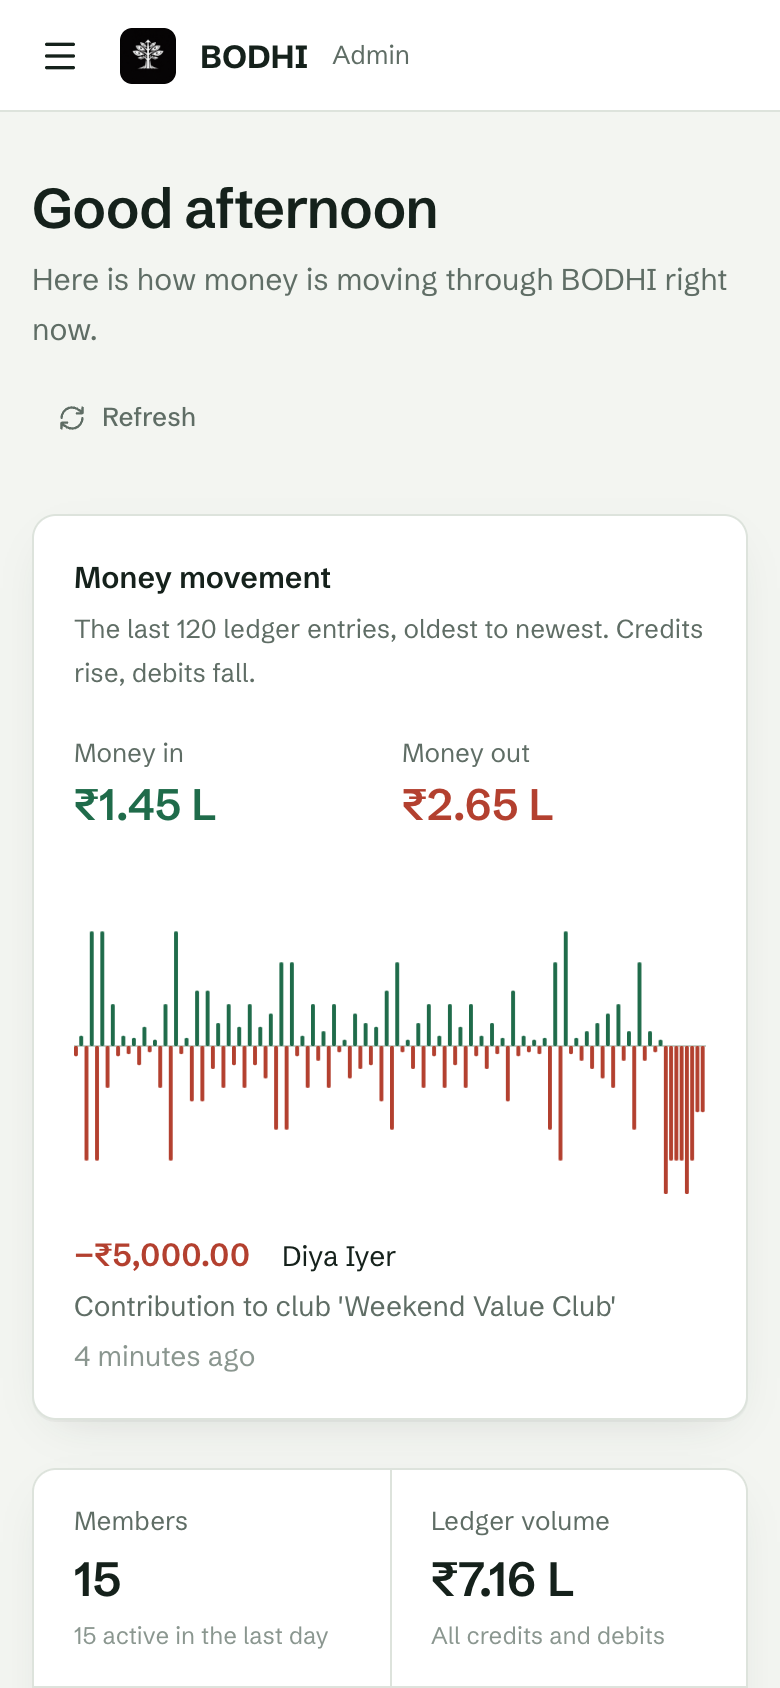 BODHI Admin
Good afternoon
Here is how money is moving through BODHI right
now.
Refresh
Money movement
The last 120 ledger entries, oldest to newest. Credits
rise, debits fall.
Money in
₹1.45 L
Money out
₹2.65 L
−₹5,000.00 Diya Iyer
Contribution to club 'Weekend Value Club'
4 minutes ago
Members
15
15 active in the last day
Ledger volume
₹7.16 L
All credits and debits